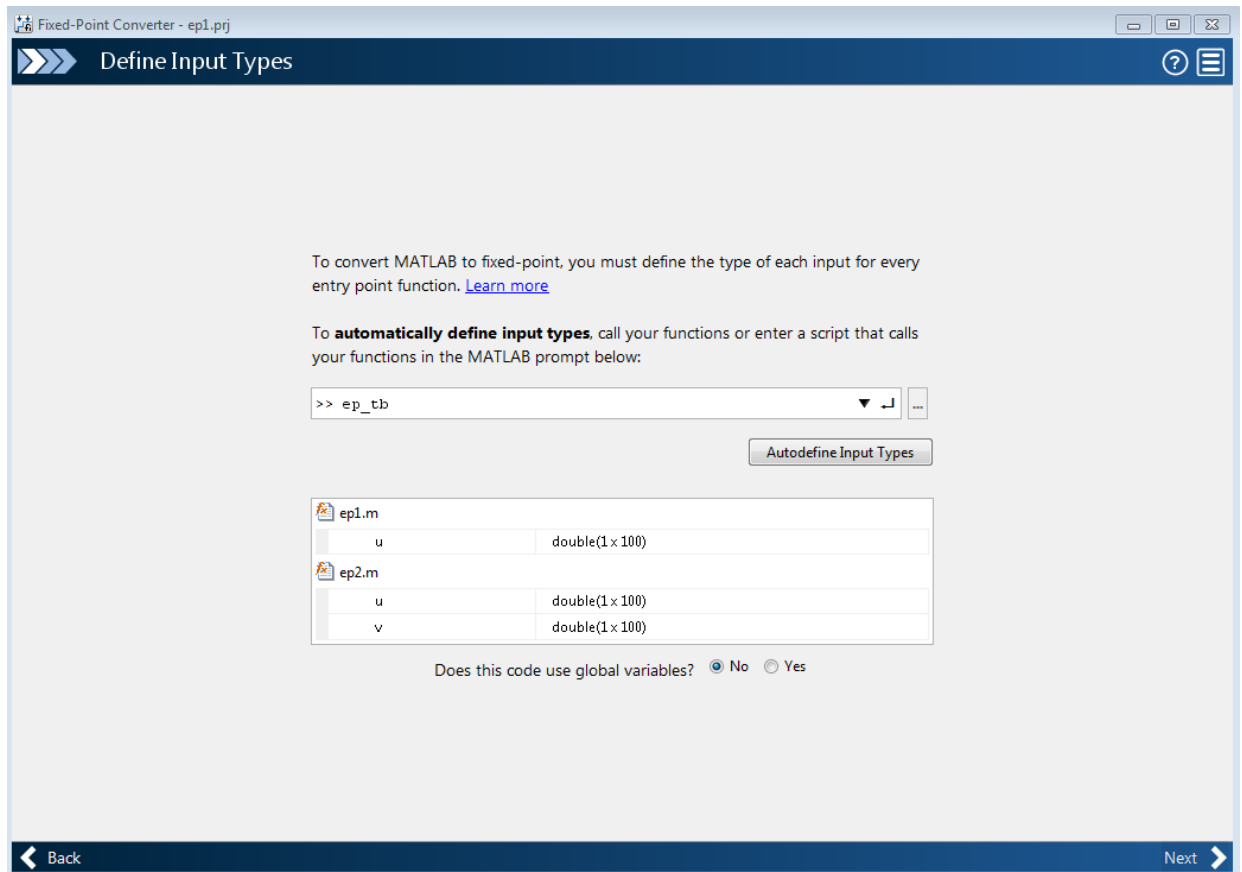 Fixed-Point Converter - ep1.prj
Define Input Types
To convert MATLAB to fixed-point, you must define the type of each input for every
entry point function. Learn more
To automatically define input types, call your functions or enter a script that calls
your functions in the MATLAB prompt below:
>> ep_tb
...
Autodefine Input Types
ep1.m
u double(1 x 100)
ep2.m
u double(1 x 100)
v double(1 x 100)
Does this code use global variables? No Yes
Back Next